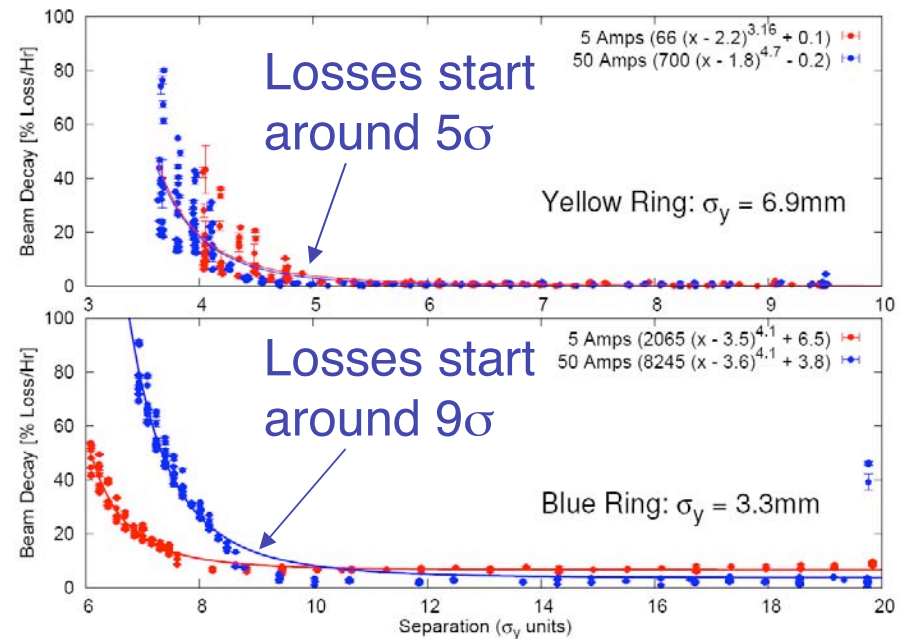 100
80
60
40
20
0
Beam Decay [% Loss/Hr]
5 Amps (66 (x - 2.2)^3.16 + 0.1)
50 Amps (700 (x - 1.8)^4.7 - 0.2)
Losses start
around 5σ
Yellow Ring: σy = 6.9mm
3 4 5 6 7 8 9 10
100
80
60
40
20
0
Beam Decay [% Loss/Hr]
5 Amps (2065 (x - 3.5)^4.1 + 6.5)
50 Amps (8245 (x - 3.6)^4.1 + 3.8)
Losses start
around 9σ
Blue Ring: σy = 3.3mm
6 8 10 12 14 16 18 20
Separation (σy units)